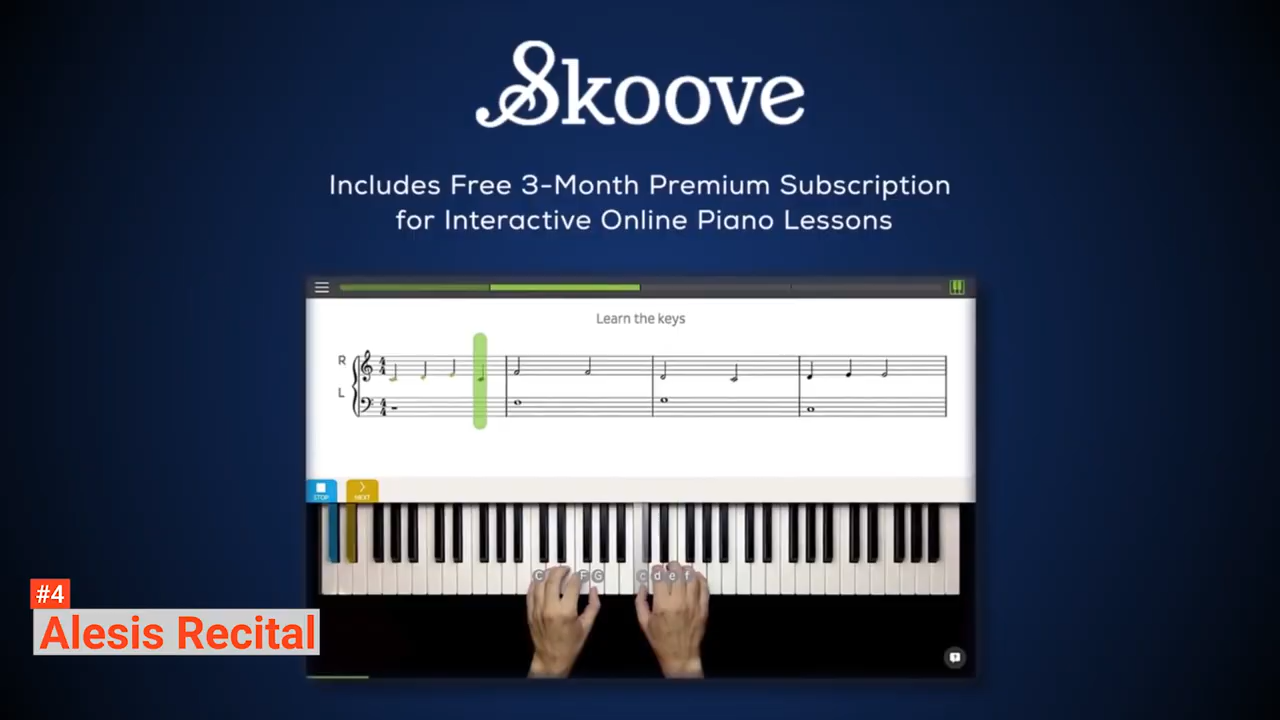 Skoove
Includes Free 3-Month Premium Subscription
for Interactive Online Piano Lessons
Learn the keys
R
L
STOP
NEXT
C F G c d e f
#4
Alesis Recital